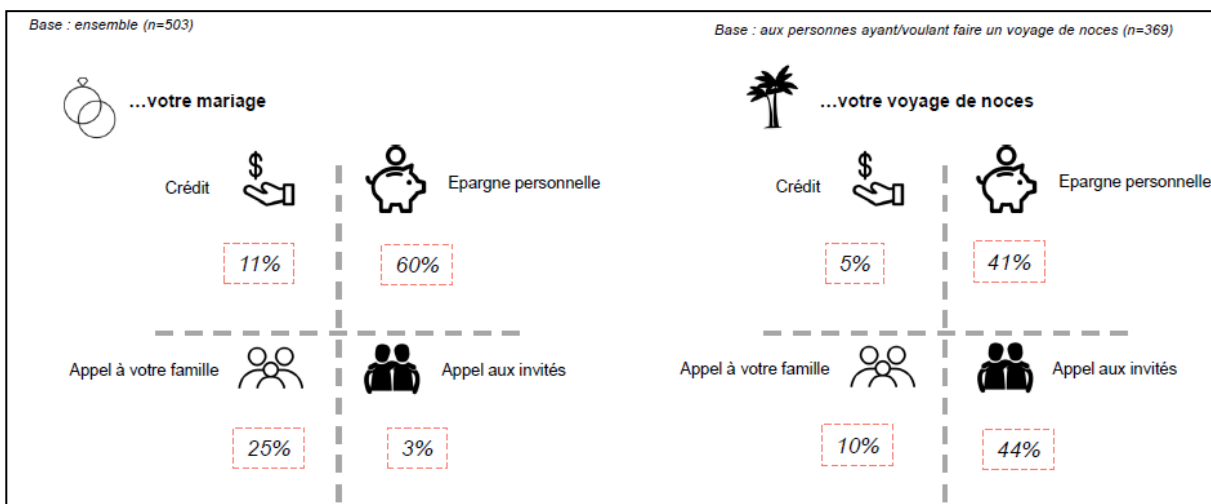 Base : ensemble (n=503)
…votre mariage
Crédit
$
Epargne personnelle
11%
60%
Appel à votre famille
Appel aux invités
25%
3%
Base : aux personnes ayant/voulant faire un voyage de noces (n=369)
…votre voyage de noces
Crédit
$
Epargne personnelle
5%
41%
Appel à votre famille
Appel aux invités
10%
44%